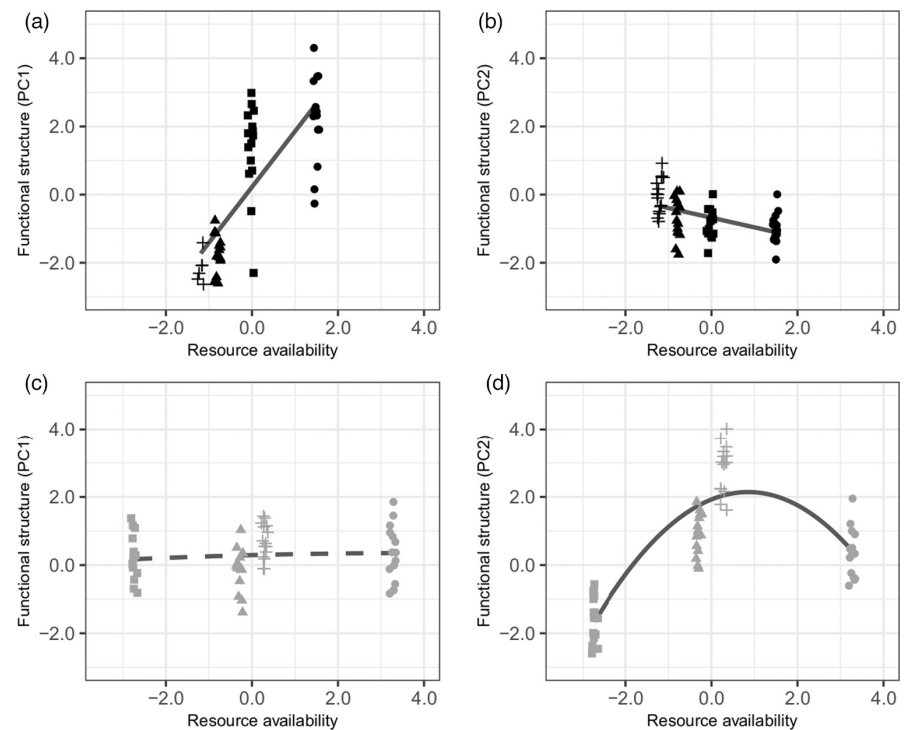 (a)
4.0
2.0
0.0
−2.0
Functional structure (PC1)
−2.0 0.0 2.0 4.0
Resource availability
(b)
4.0
2.0
0.0
−2.0
Functional structure (PC2)
−2.0 0.0 2.0 4.0
Resource availability
(c)
4.0
2.0
0.0
−2.0
Functional structure (PC1)
−2.0 0.0 2.0 4.0
Resource availability
(d)
4.0
2.0
0.0
−2.0
Functional structure (PC2)
−2.0 0.0 2.0 4.0
Resource availability